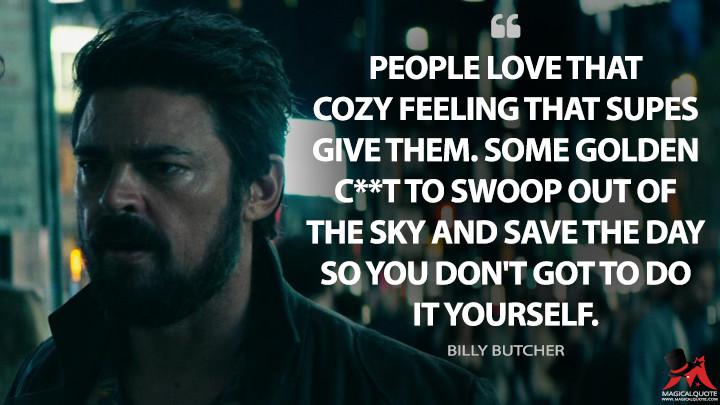 ❝
PEOPLE LOVE THAT
COZY FEELING THAT SUPES
GIVE THEM. SOME GOLDEN
C**T TO SWOOP OUT OF
THE SKY AND SAVE THE DAY
SO YOU DON'T GOT TO DO
IT YOURSELF.
BILLY BUTCHER
MAGICALQUOTE
WWW.MAGICALQUOTE.COM